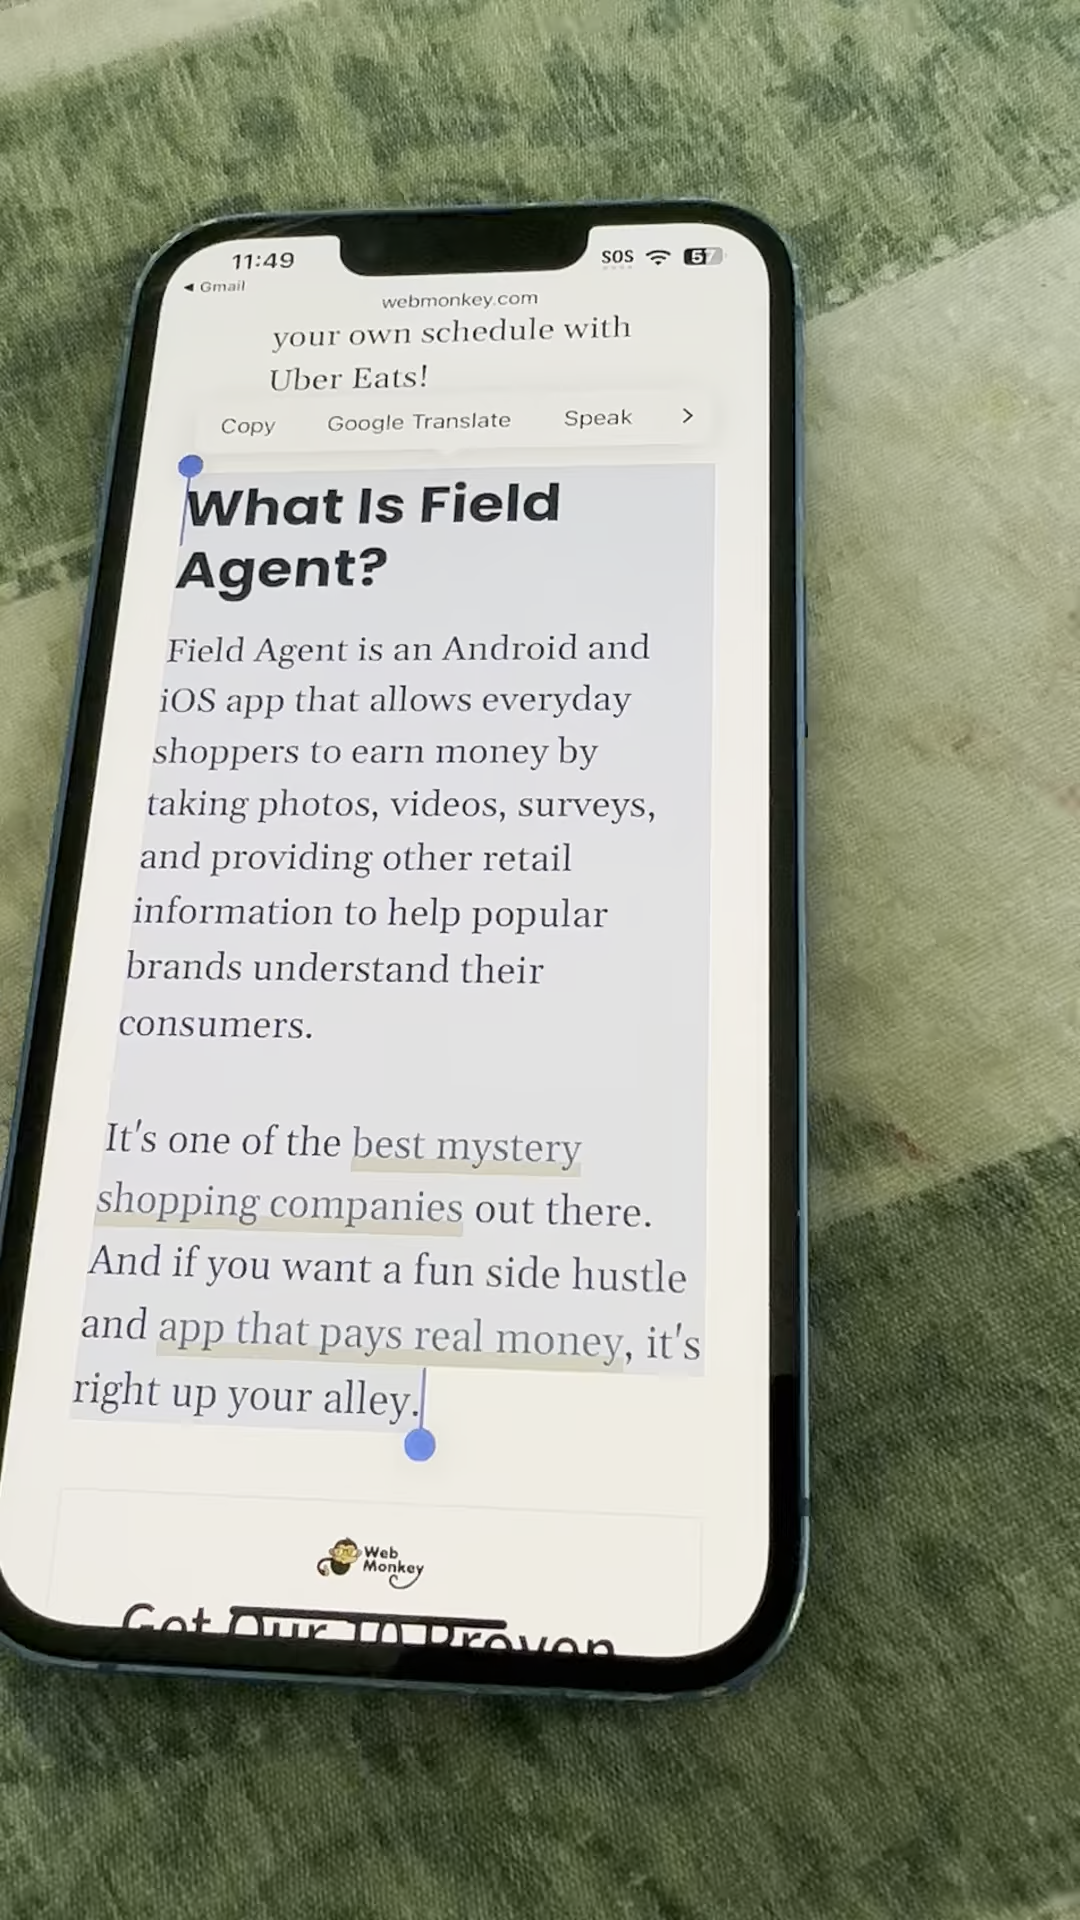 11:49
SOS
57
◀ Gmail
webmonkey.com
your own schedule with
Uber Eats!
Copy Google Translate Speak >
What Is Field
Agent?
Field Agent is an Android and
iOS app that allows everyday
shoppers to earn money by
taking photos, videos, surveys,
and providing other retail
information to help popular
brands understand their
consumers.
It's one of the best mystery
shopping companies out there.
And if you want a fun side hustle
and app that pays real money, it's
right up your alley.
Web
Monkey
Get Our 10 Proven